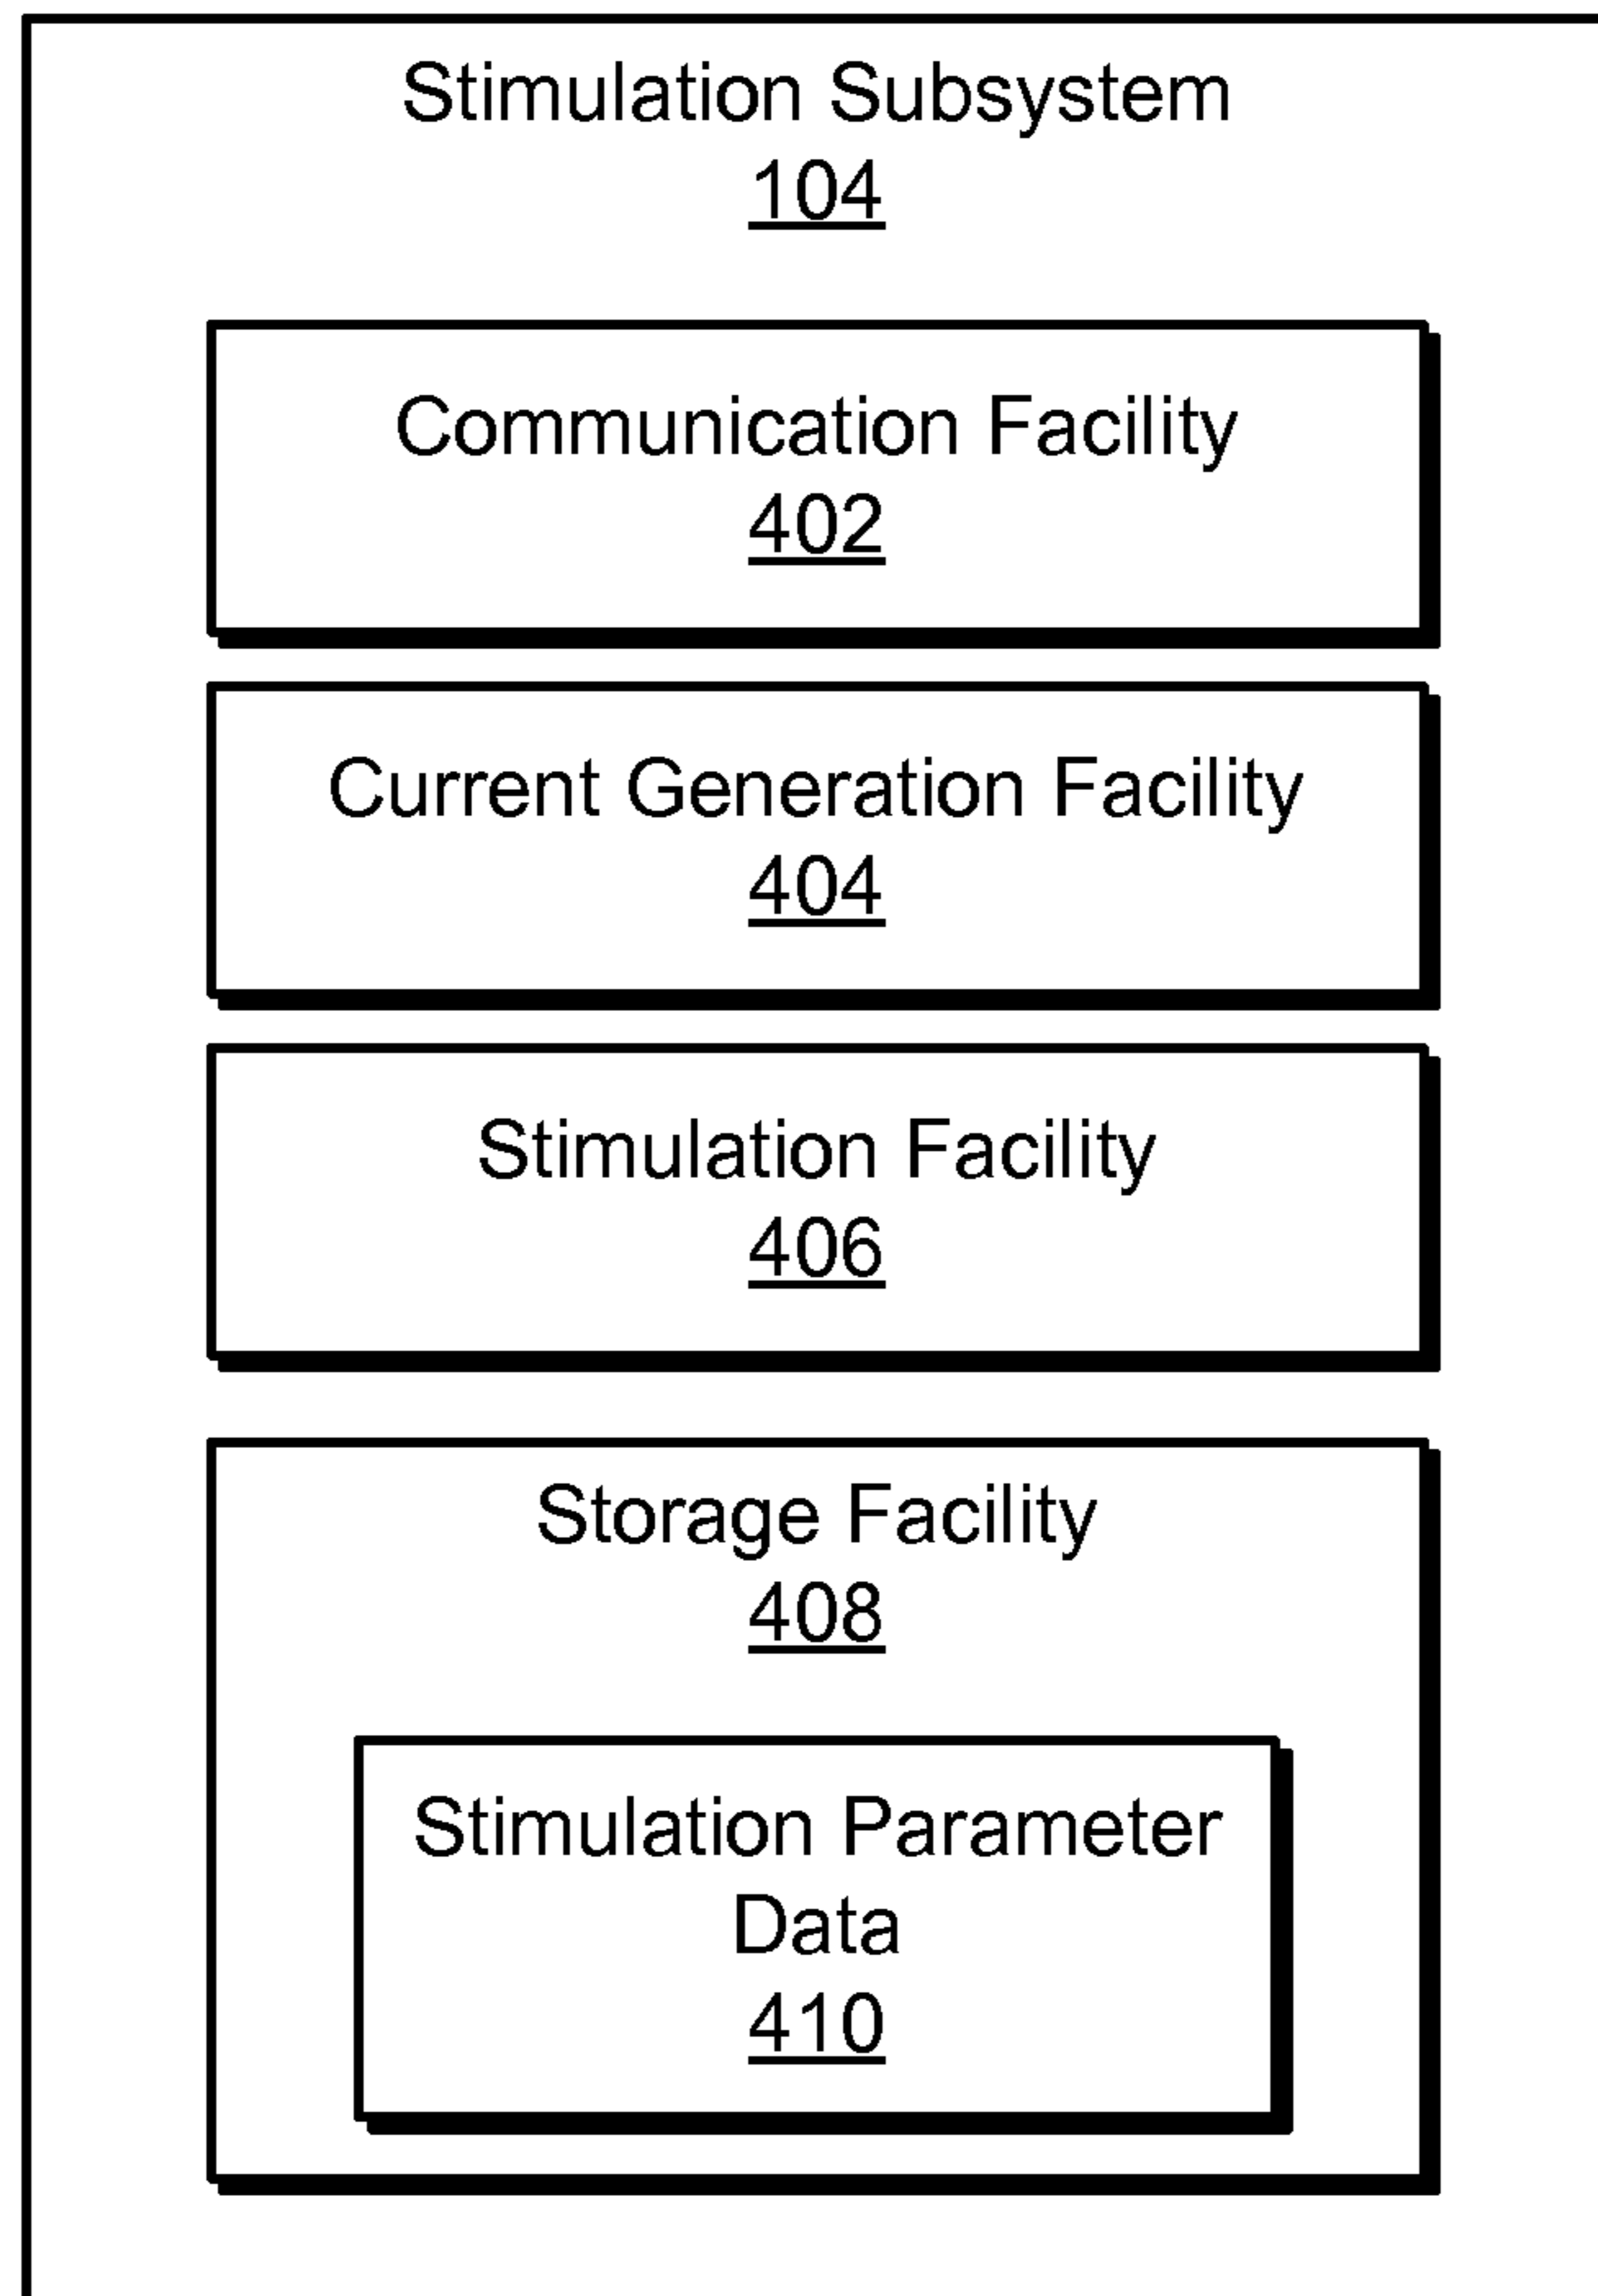 Stimulation Subsystem
104
Communication Facility
402
Current Generation Facility
404
Stimulation Facility
406
Storage Facility
408
Stimulation Parameter
Data
410